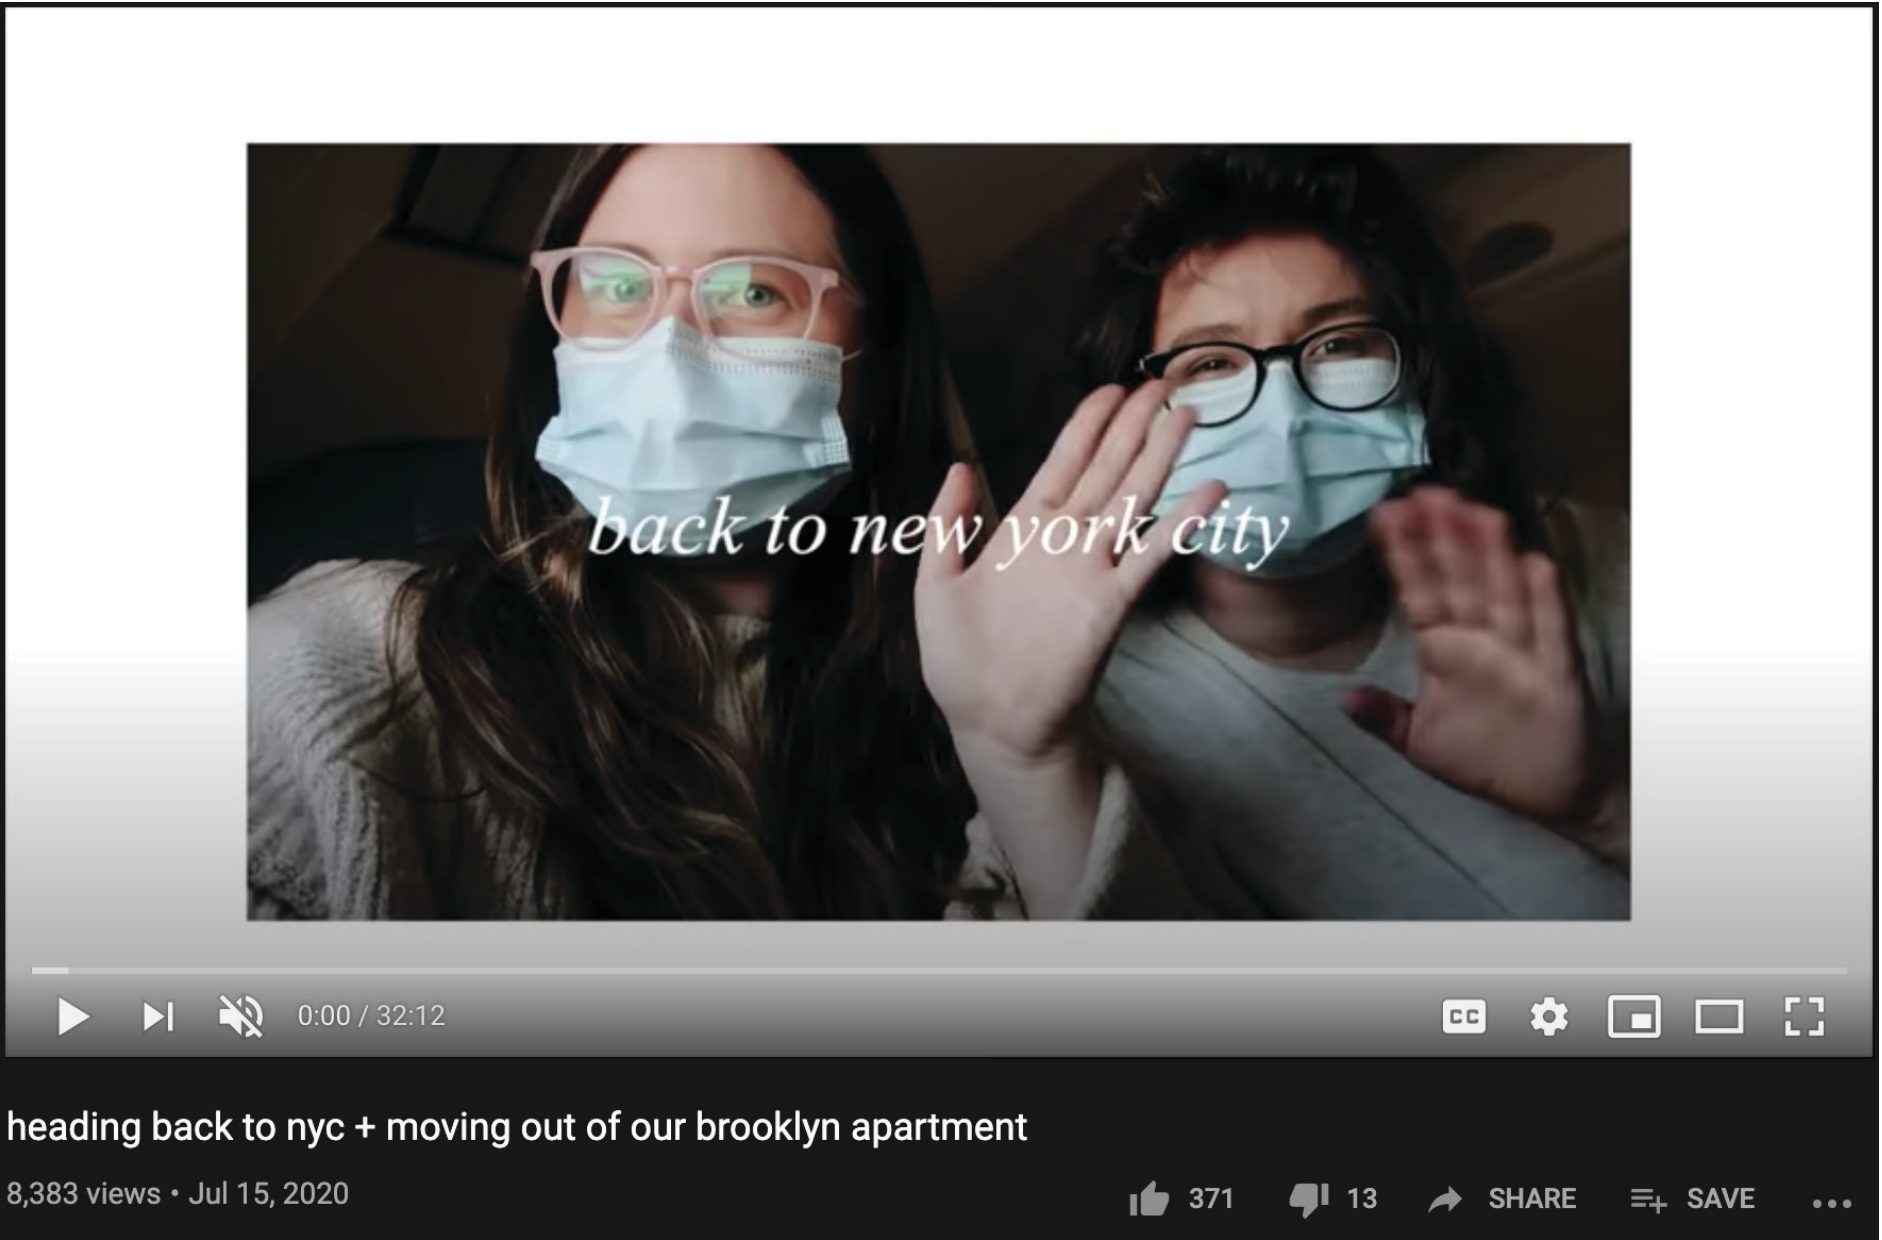 back to new york city
0:00 / 32:12
CC
heading back to nyc + moving out of our brooklyn apartment
8,383 views • Jul 15, 2020
371 13 SHARE SAVE